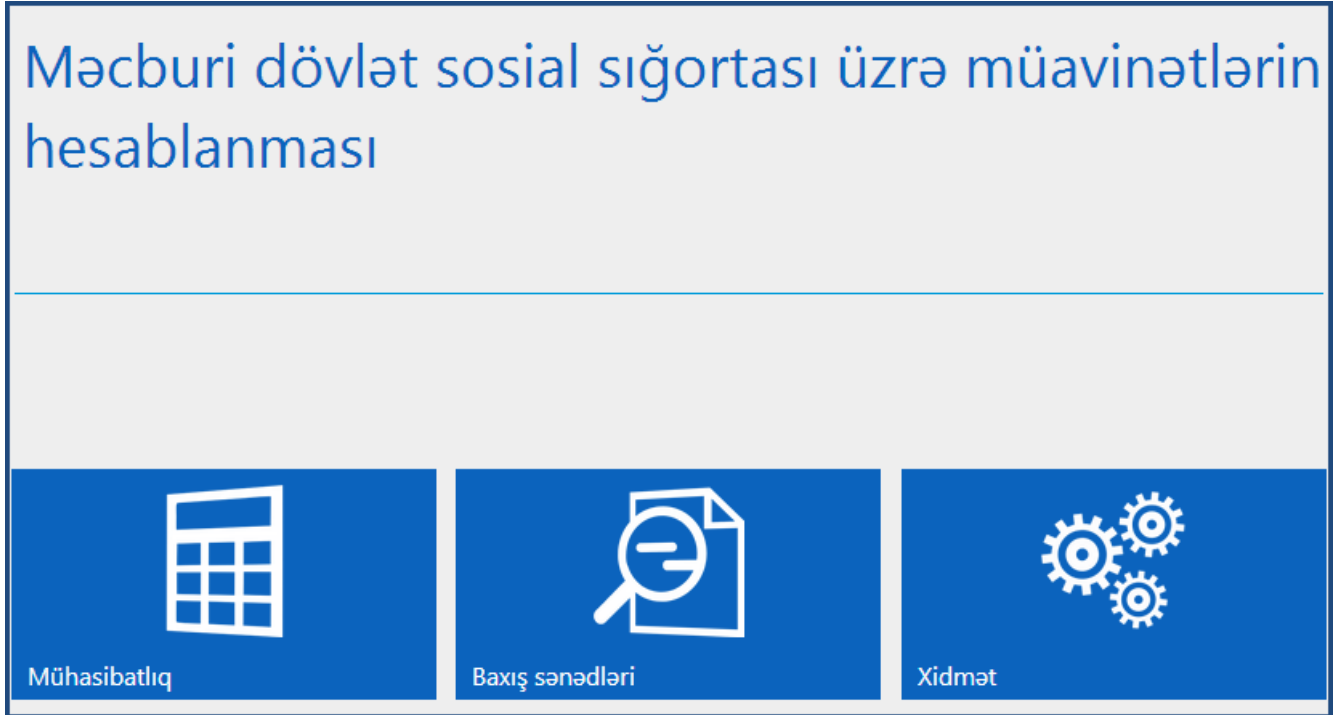 Məcburi dövlət sosial sığortası üzrə müavinətlərin
hesablanması
Mühasibatlıq
Baxış sənədləri
Xidmət